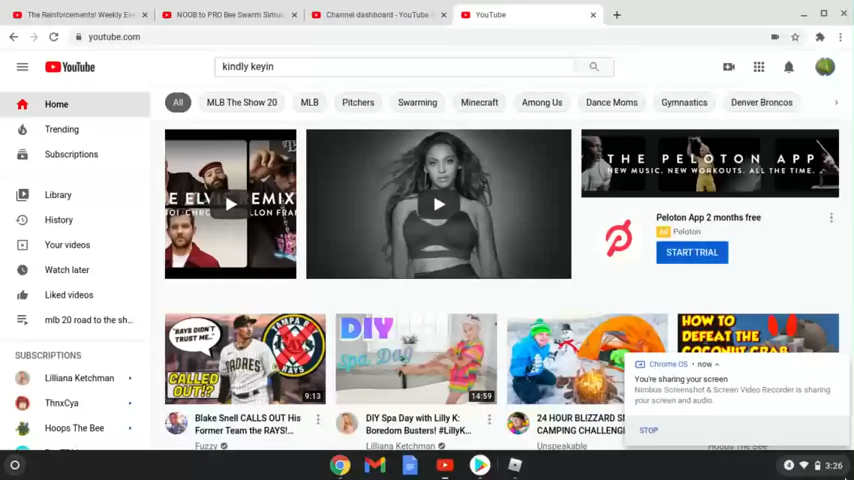 The Reinforcements! Weekly Eve
NOOB to PRO Bee Swarm Simul
Channel dashboard - YouTube
YouTube
youtube.com
YouTube
kindly keyin
All
MLB The Show 20
MLB
Pitchers
Swarming
Minecraft
Among Us
Dance Moms
Gymnastics
Denver Broncos
Home
Trending
Subscriptions
Library
History
Your videos
Watch later
Liked videos
mlb 20 road to the sh...
SUBSCRIPTIONS
Lilliana Ketchman
ThnxCya
Hoops The Bee
THE PELOTON APP
NEW MUSIC. NEW WORKOUTS. ALL THE TIME.
Peloton App 2 months free
Ad Peloton
START TRIAL
"RAYS DIDN'T
TRUST ME..."
TAMPA BAY
RAYS
PADRES
CALLED
OUT!?
9:13
Blake Snell CALLS OUT His
Former Team the RAYS!...
Fuzzy
DIY
Spa Day
14:59
DIY Spa Day with Lilly K:
Boredom Busters! #LillyK...
Lilliana Ketchman
24 HOUR BLIZZARD
CAMPING CHALLENG
Unspeakable
HOW TO
DEFEAT THE
COCONUT CRAB
Chrome OS • now
You're sharing your screen
Nimbus Screenshot & Screen Video Recorder is sharing
your screen and audio.
STOP
4
3:26